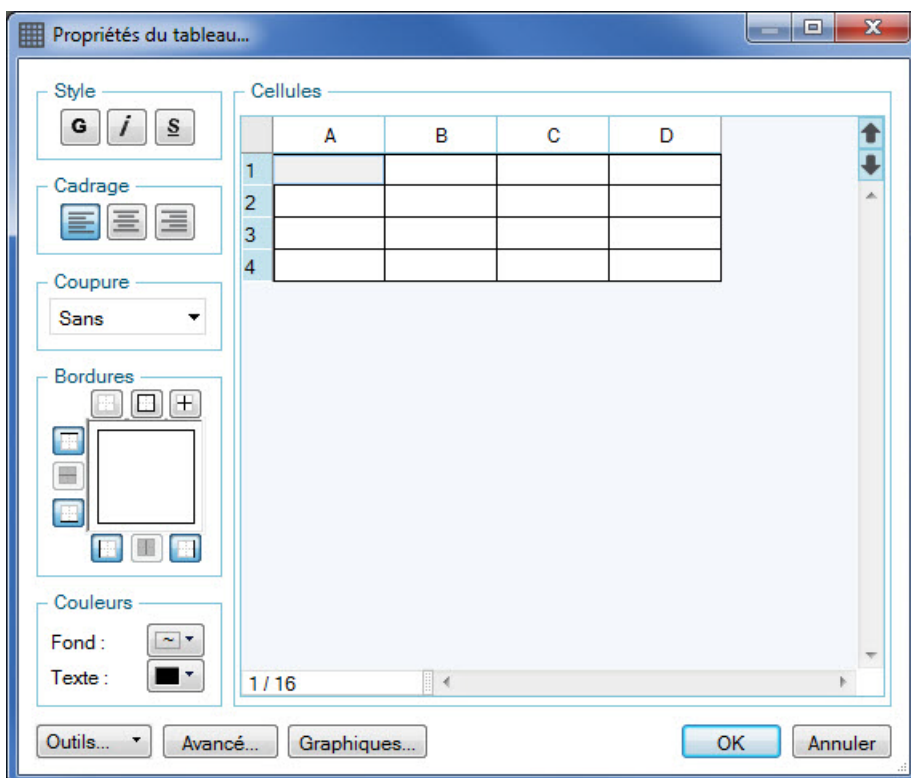 Propriétés du tableau...
Style
G i S
Cadrage
Coupure
Sans
Bordures
Couleurs
Fond :
~
Texte :
Cellules
A B C D
1
2
3
4
1 / 16
Outils... Avancé... Graphiques... OK Annuler